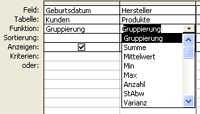 Feld: Geburtsdatum Hersteller
Tabelle: Kunden Produkte
Funktion: Gruppierung Gruppierung
Sortierung: Gruppierung
Anzeigen: Summe
Kriterien: Mittelwert
oder: Min
Max
Anzahl
StAbw
Varianz